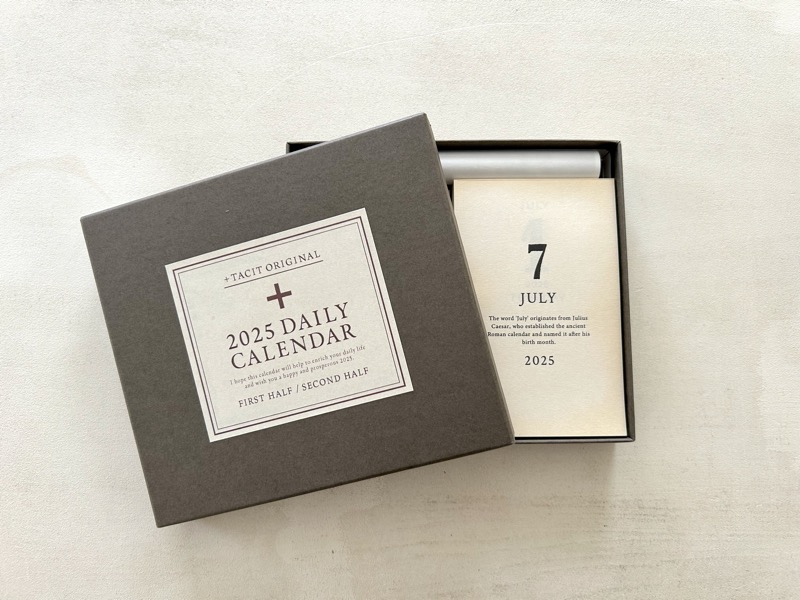 +TACIT ORIGINAL
2025 DAILY
CALENDAR
I hope this calendar will help to enrich your daily life
and wish you a happy and prosperous 2025.
FIRST HALF / SECOND HALF
7
JULY
The word 'July' originates from Julius
Caesar, who established the ancient
Roman calendar and named it after his
birth month.
2025